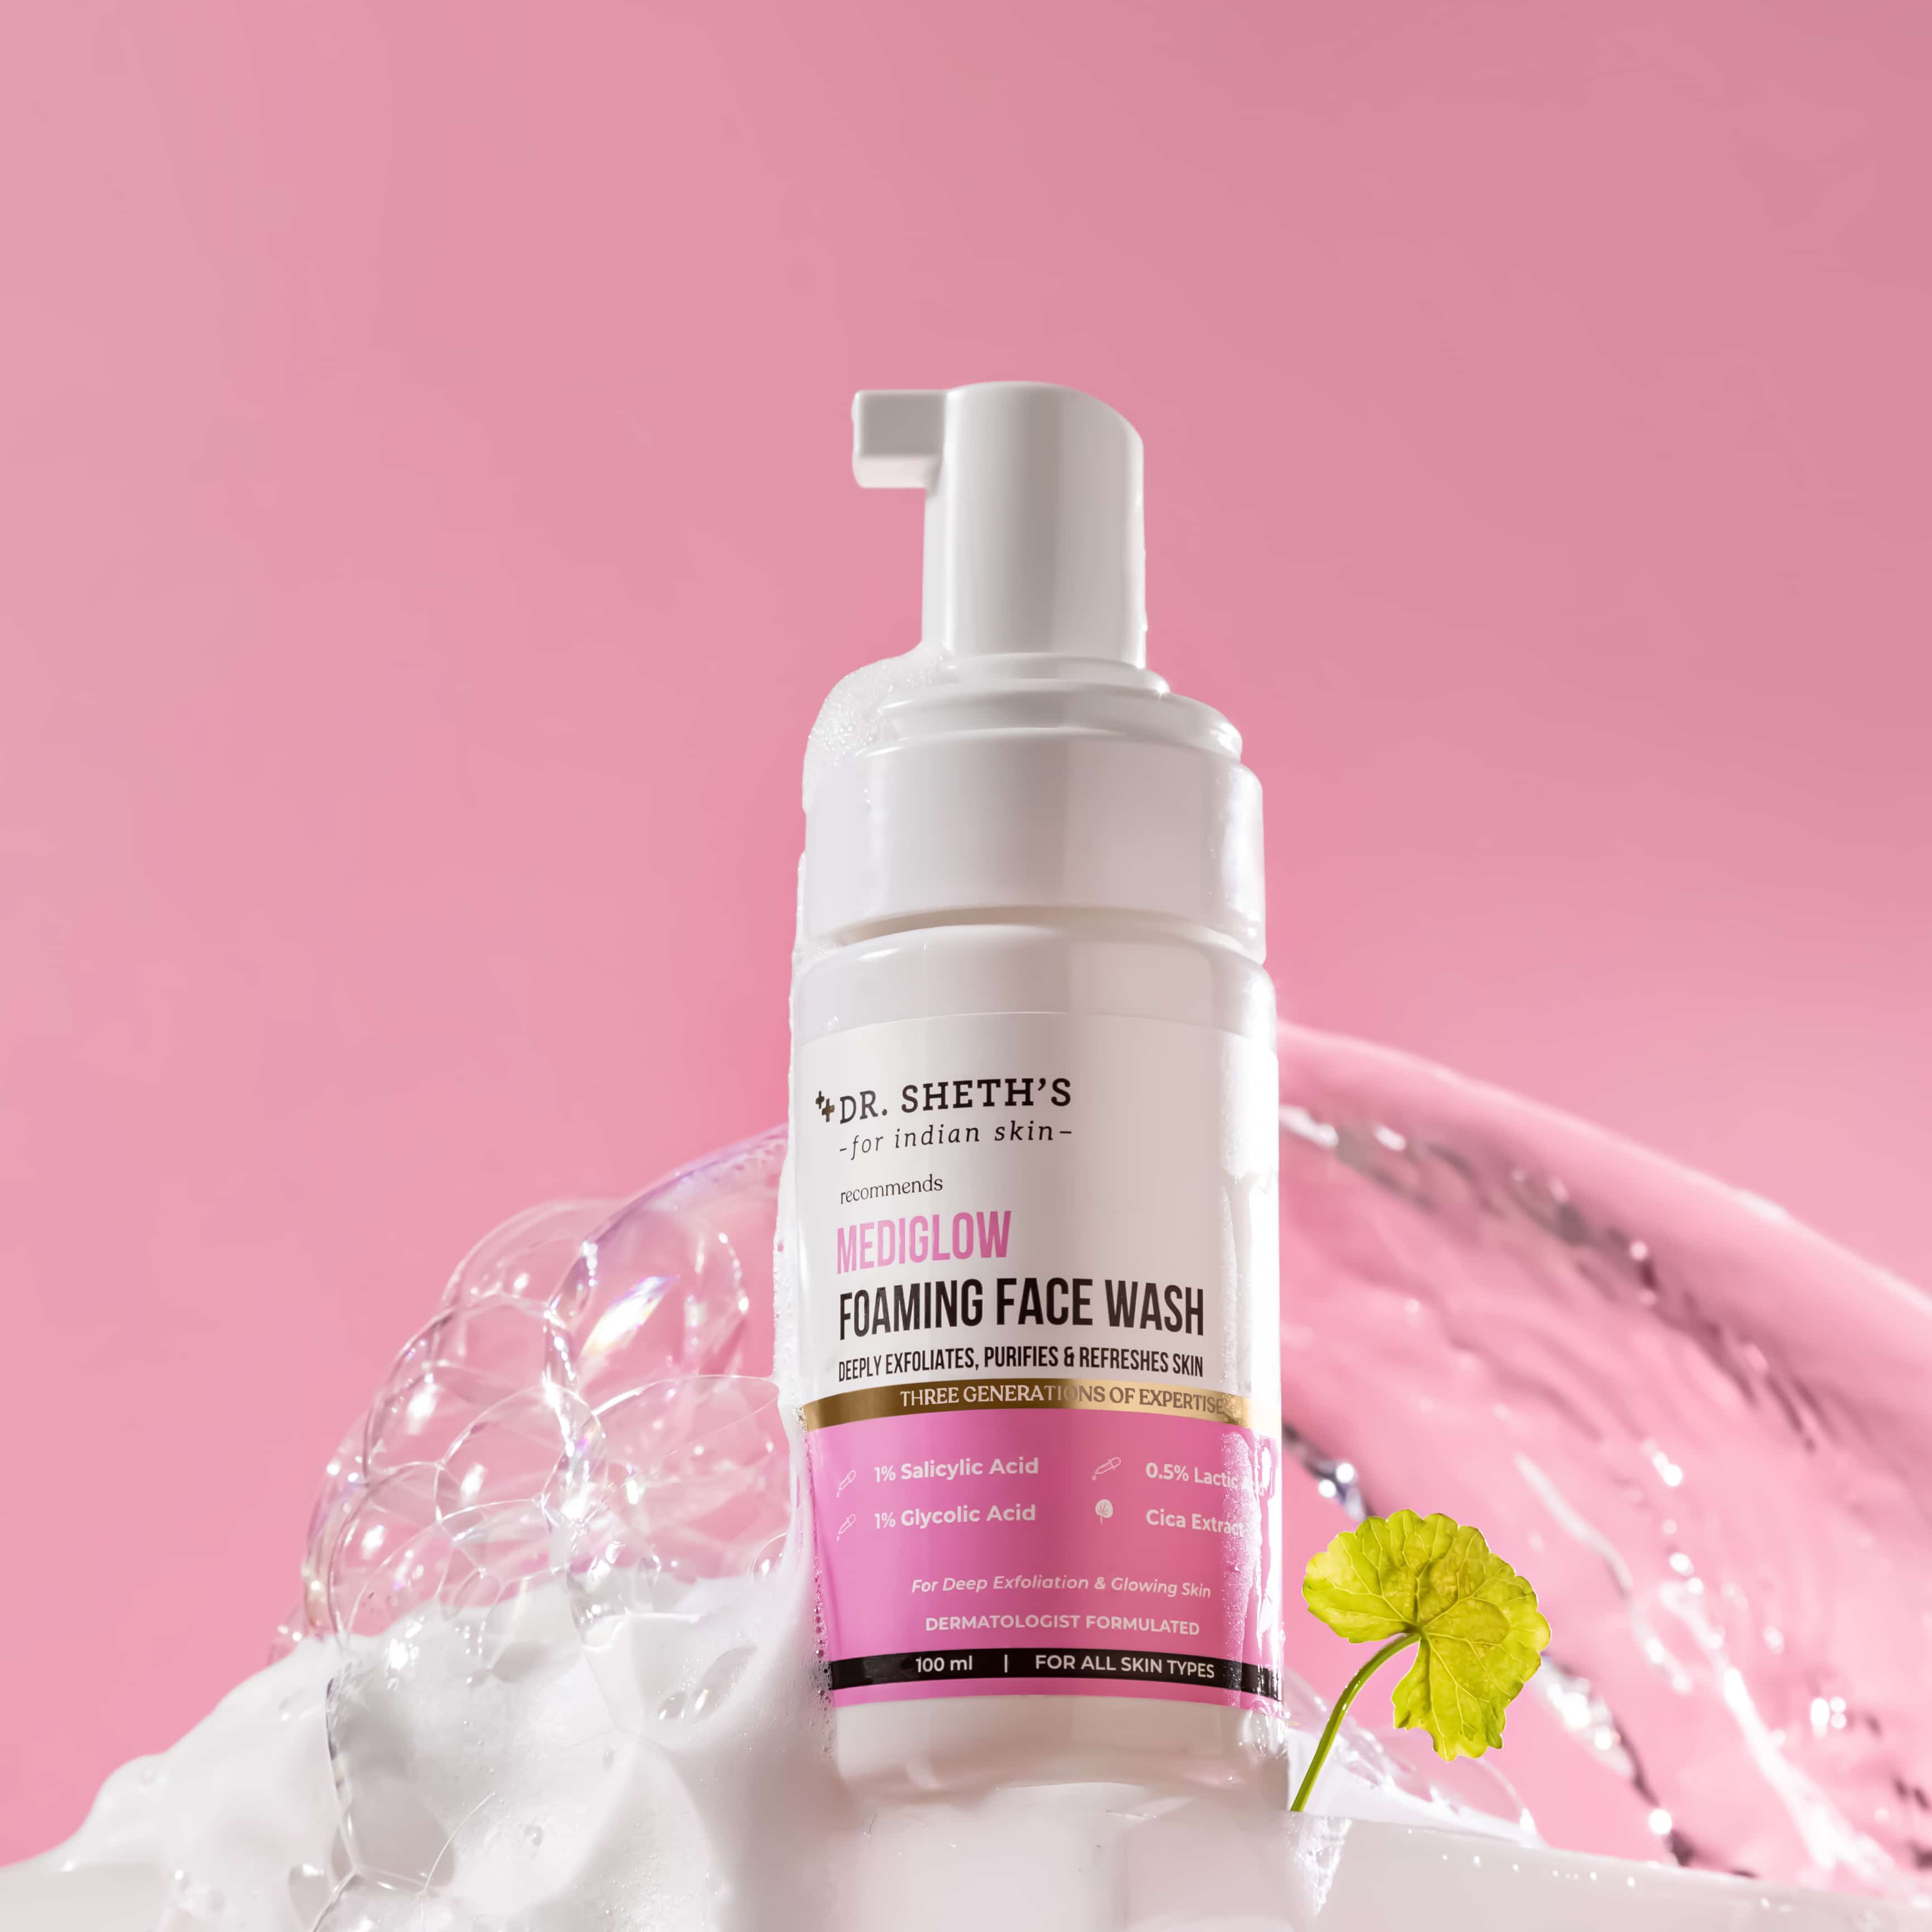 DR. SHETH'S
-for indian skin-
recommends
MEDIGLOW
FOAMING FACE WASH
DEEPLY EXFOLIATES, PURIFIES & REFRESHES SKIN
THREE GENERATIONS OF EXPERTISE
1% Salicylic Acid
0.5% Lactic
1% Glycolic Acid
Cica Extract
For Deep Exfoliation & Glowing Skin
DERMATOLOGIST FORMULATED
100 ml | FOR ALL SKIN TYPES